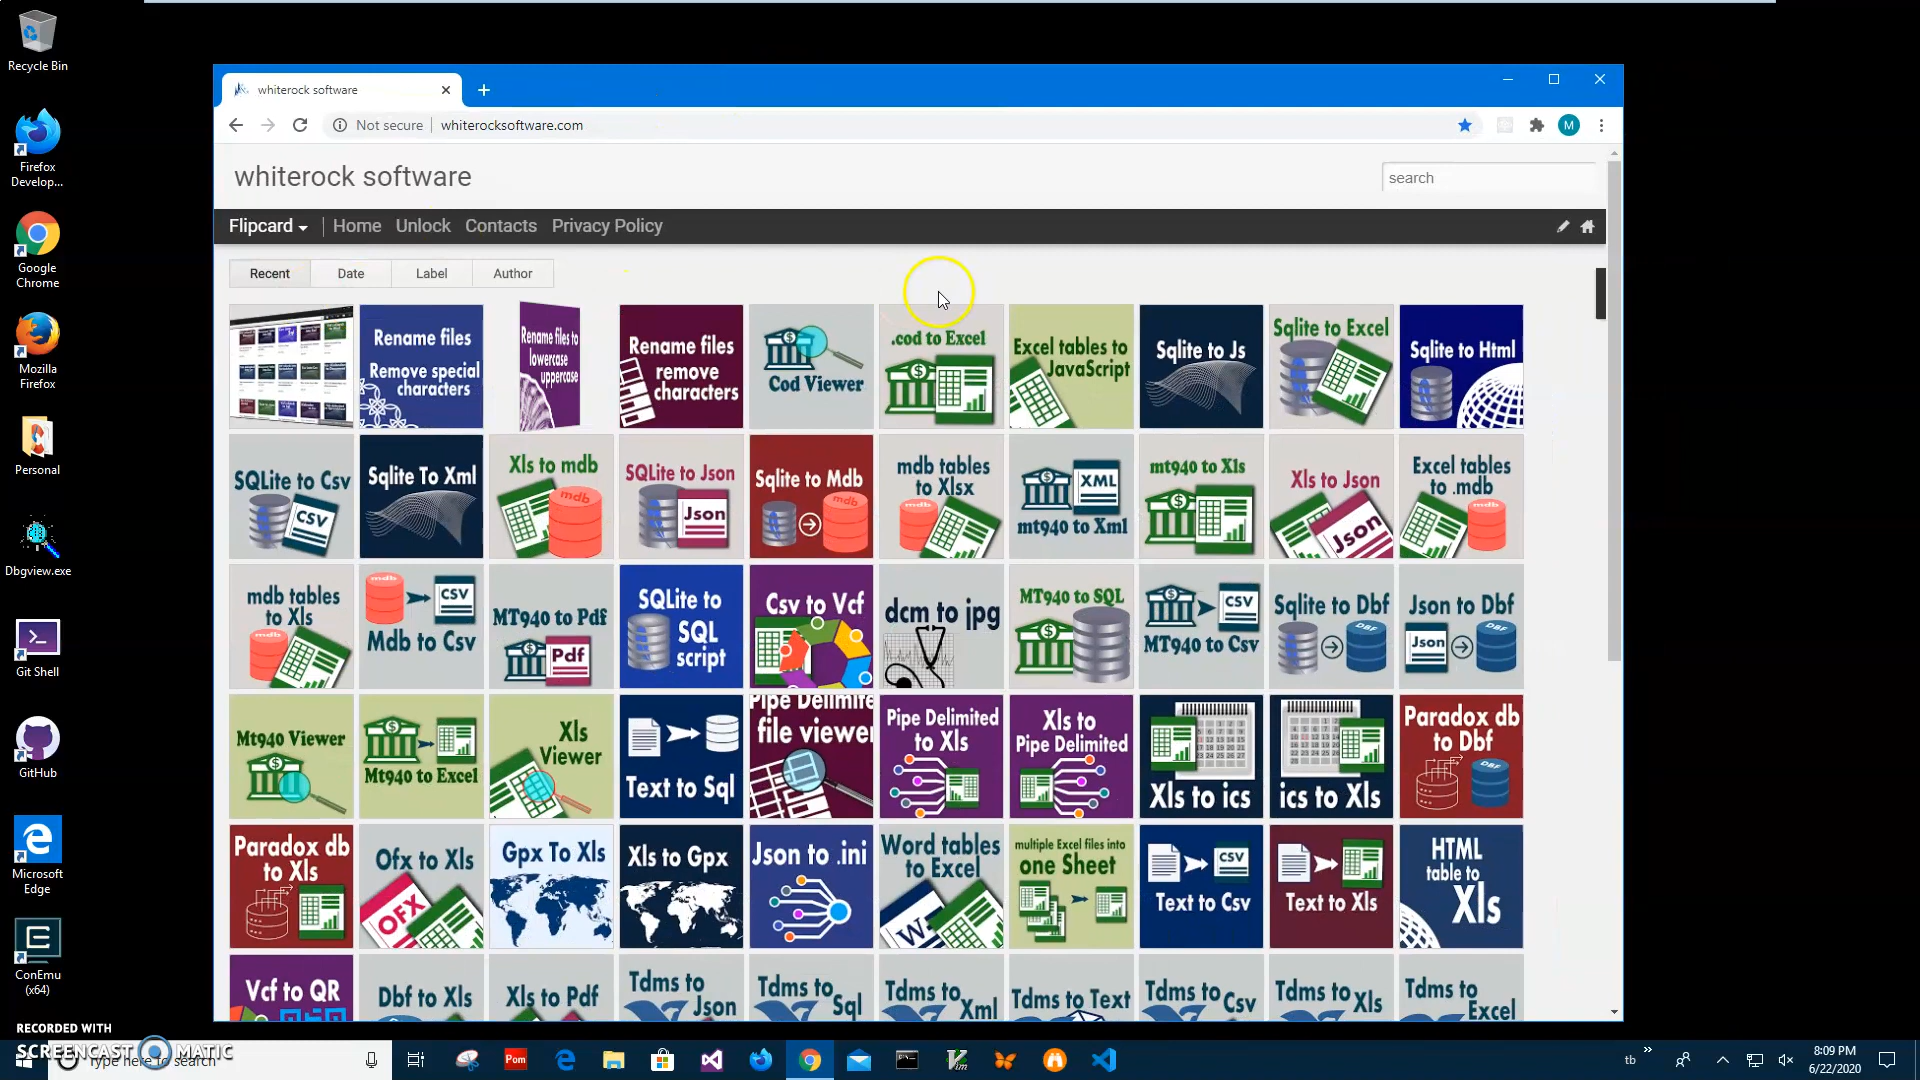 Recycle Bin
Firefox
Develop...
Google
Chrome
Mozilla
Firefox
Personal
Dbgview.exe
Git Shell
GitHub
Microsoft
Edge
ConEmu
(x64)
whiterock software
Not secure
whiterocksoftware.com
M
whiterock software
search
Flipcard
Home
Unlock
Contacts
Privacy Policy
Recent
Date
Label
Author
Rename files
Remove special
characters
Rename files to
lowercase
uppercase
Rename files
remove
characters
Cod Viewer
.cod to Excel
Excel tables to
JavaScript
Sqlite to Js
Sqlite to Excel
Sqlite to Html
SQLite to Csv
CSV
Sqlite To Xml
Xls to mdb
mdb
SQLite to Json
Json
Sqlite to Mdb
mdb
mdb tables
to Xlsx
mdb
XML
mt940 to Xml
mt940 to Xls
Xls to Json
Json
Excel tables
to .mdb
mdb
mdb tables
to Xls
mdb
mdb
CSV
Mdb to Csv
MT940 to Pdf
Pdf
SQLite to
SQL
script
Csv to Vcf
dcm to jpg
MT940 to SQL
CSV
MT940 to Csv
Sqlite to Dbf
DBF
Json to Dbf
Json
DBF
Mt940 Viewer
Mt940 to Excel
Xls
Viewer
Text to Sql
Pipe Delimited
file viewer
Pipe Delimited
to Xls
Xls to
Pipe Delimited
Xls to ics
ics to Xls
Paradox db
to Dbf
DBF
Paradox db
to Xls
Ofx to Xls
OFX
Gpx To Xls
Xls to Gpx
Json to .ini
Word tables
to Excel
W
multiple Excel files into
one Sheet
CSV
Text to Csv
Text to Xls
HTML
table to
Xls
Vcf to QR
Dbf to Xls
Xls to Pdf
Tdms to
Json
Tdms to
Sql
Tdms to
Xml
Tdms to Text
Tdms to
Csv
Tdms to
Xls
Tdms to
Excel
RECORDED WITH
SCREENCAST MATIC
Type here to search
Pom
tb
8:09 PM
6/22/2020